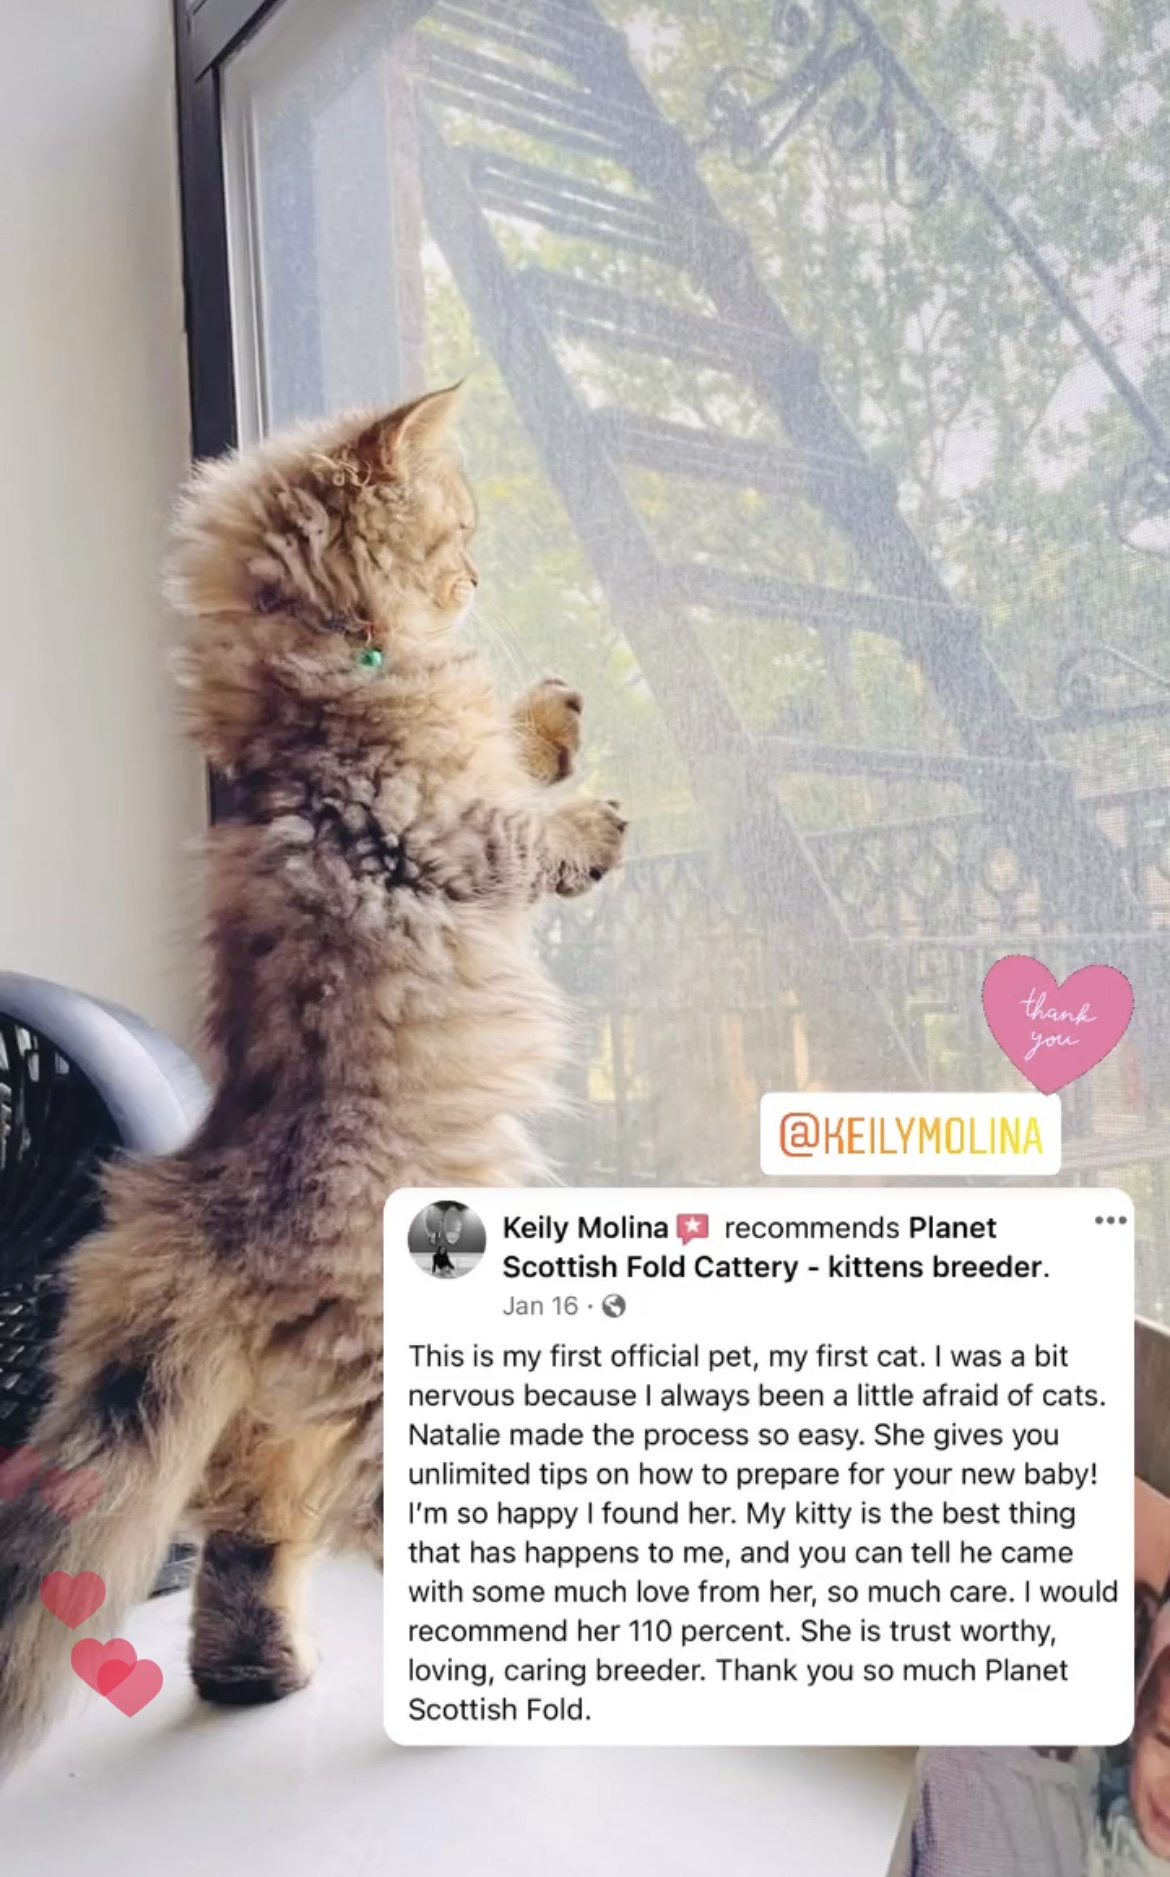 thank
you
@KEILYMOLINA
Keily Molina recommends Planet
Scottish Fold Cattery - kittens breeder.
Jan 16 ·
This is my first official pet, my first cat. I was a bit
nervous because I always been a little afraid of cats.
Natalie made the process so easy. She gives you
unlimited tips on how to prepare for your new baby!
I'm so happy I found her. My kitty is the best thing
that has happens to me, and you can tell he came
with some much love from her, so much care. I would
recommend her 110 percent. She is trust worthy,
loving, caring breeder. Thank you so much Planet
Scottish Fold.